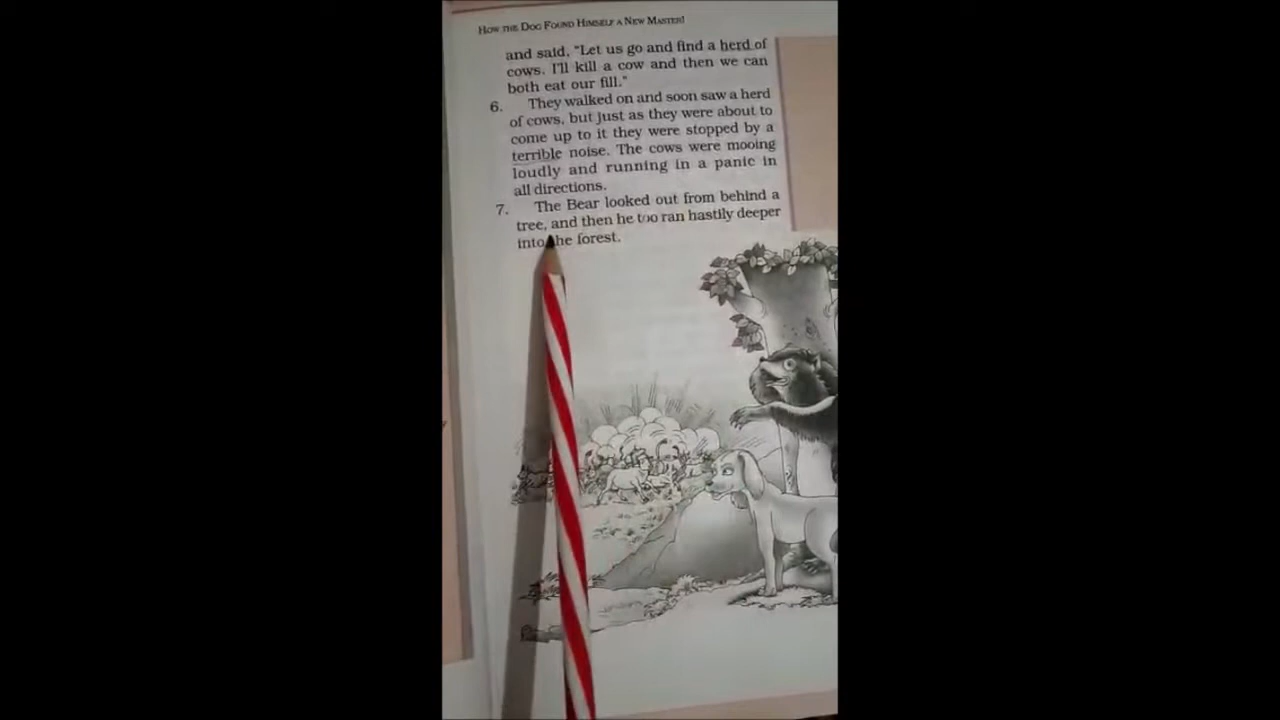 HOW THE DOG FOUND HIMSELF A NEW MASTER!
and said, "Let us go and find a herd of
cows. I'll kill a cow and then we can
both eat our fill."
6. They walked on and soon saw a herd
of cows, but just as they were about to
come up to it they were stopped by a
terrible noise. The cows were mooing
loudly and running in a panic in
all directions.
7. The Bear looked out from behind a
tree, and then he too ran hastily deeper
into the forest.